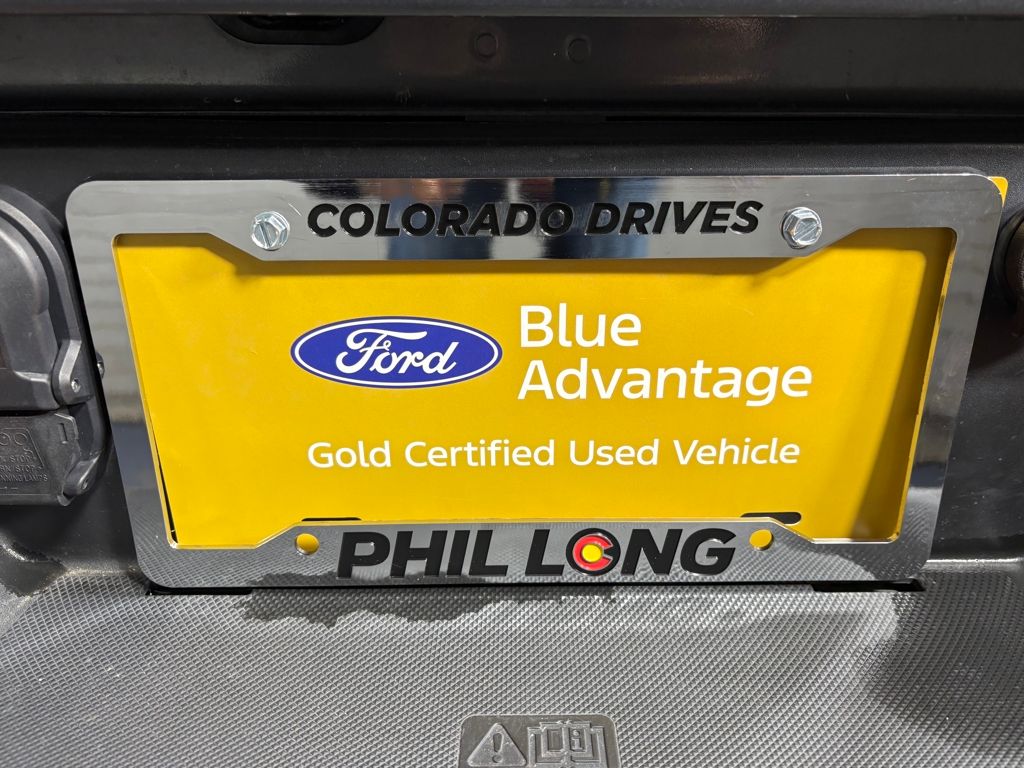 COLORADO DRIVES
Ford
Blue
Advantage
Gold Certified Used Vehicle
PHIL LONG